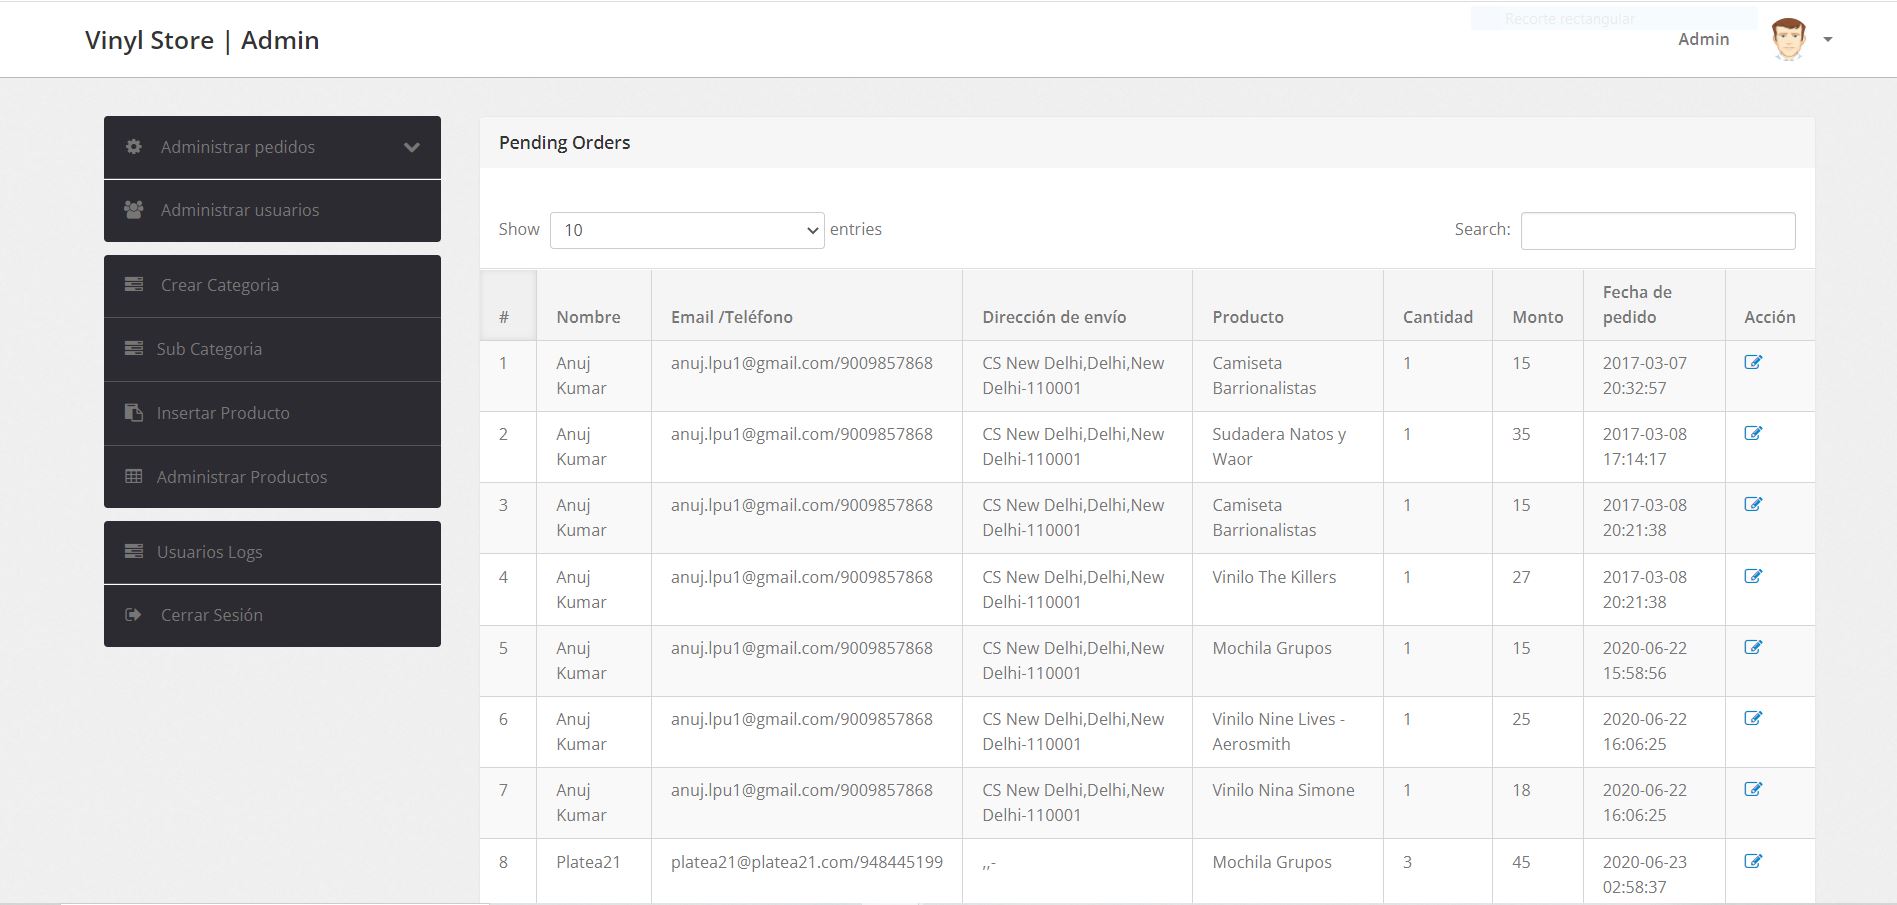 Recorte rectangular
Vinyl Store | Admin
Admin
Administrar pedidos
Administrar usuarios
Crear Categoria
Sub Categoria
Insertar Producto
Administrar Productos
Usuarios Logs
Cerrar Sesión
Pending Orders
Show 10 entries
Search:
# Nombre Email /Teléfono Dirección de envío Producto Cantidad Monto Fecha de pedido Acción
1 Anuj Kumar anuj.lpu1@gmail.com/9009857868 CS New Delhi,Delhi,New Delhi-110001 Camiseta Barrionalistas 1 15 2017-03-07 20:32:57
2 Anuj Kumar anuj.lpu1@gmail.com/9009857868 CS New Delhi,Delhi,New Delhi-110001 Sudadera Natos y Waor 1 35 2017-03-08 17:14:17
3 Anuj Kumar anuj.lpu1@gmail.com/9009857868 CS New Delhi,Delhi,New Delhi-110001 Camiseta Barrionalistas 1 15 2017-03-08 20:21:38
4 Anuj Kumar anuj.lpu1@gmail.com/9009857868 CS New Delhi,Delhi,New Delhi-110001 Vinilo The Killers 1 27 2017-03-08 20:21:38
5 Anuj Kumar anuj.lpu1@gmail.com/9009857868 CS New Delhi,Delhi,New Delhi-110001 Mochila Grupos 1 15 2020-06-22 15:58:56
6 Anuj Kumar anuj.lpu1@gmail.com/9009857868 CS New Delhi,Delhi,New Delhi-110001 Vinilo Nine Lives - Aerosmith 1 25 2020-06-22 16:06:25
7 Anuj Kumar anuj.lpu1@gmail.com/9009857868 CS New Delhi,Delhi,New Delhi-110001 Vinilo Nina Simone 1 18 2020-06-22 16:06:25
8 Platea21 platea21@platea21.com/948445199 ,,- Mochila Grupos 3 45 2020-06-23 02:58:37